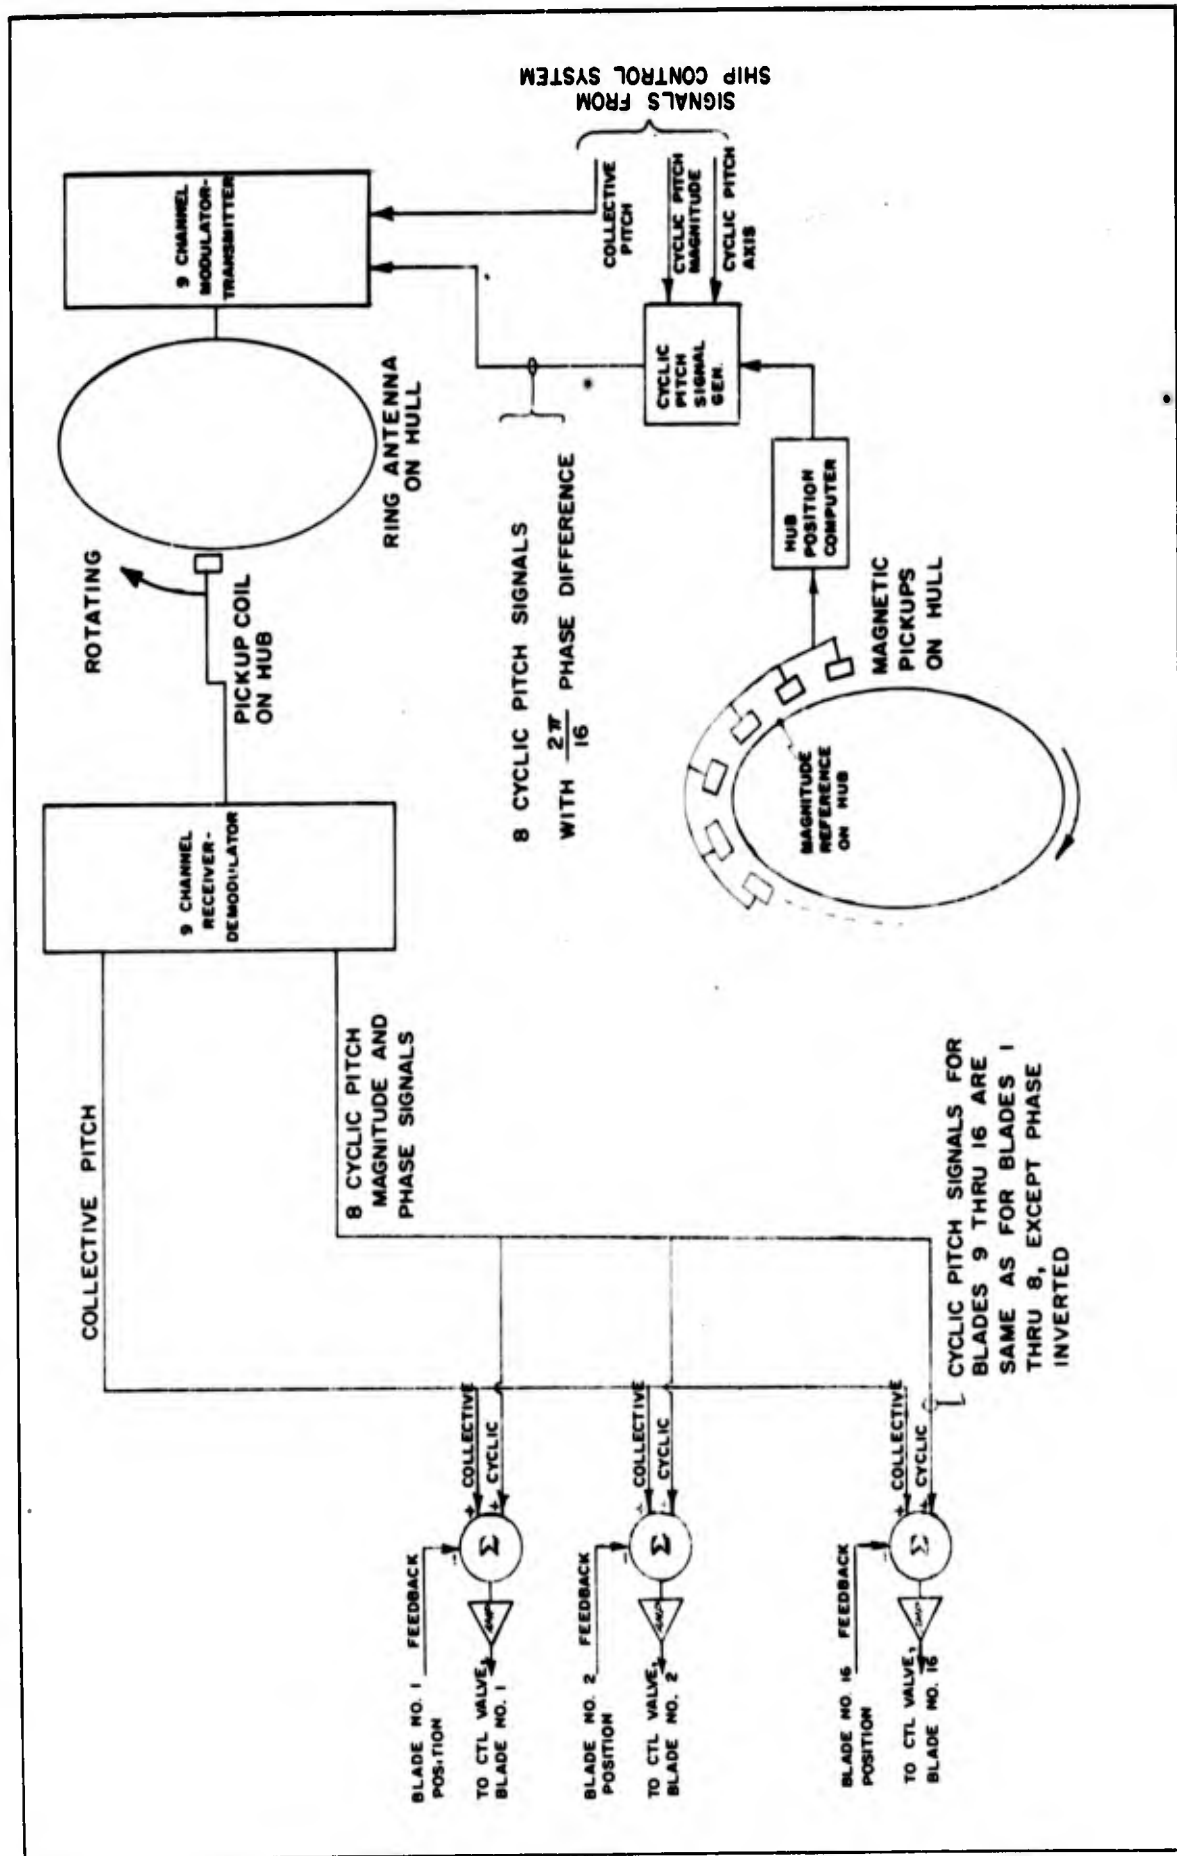 COLLECTIVE PITCH
8 CYCLIC PITCH
MAGNITUDE AND
PHASE SIGNALS
9 CHANNEL
RECEIVER-
DEMODULATOR
ROTATING
PICKUP COIL
ON HUB
RING ANTENNA
ON HULL
9 CHANNEL
MODULATOR-
TRANSMITTER
SIGNALS FROM
SHIP CONTROL SYSTEM
COLLECTIVE
PITCH
CYCLIC PITCH
MAGNITUDE
CYCLIC PITCH
AXIS
CYCLIC
PITCH
SIGNAL
GEN.
8 CYCLIC PITCH SIGNALS
WITH 2π/16 PHASE DIFFERENCE
HUB
POSITION
COMPUTER
MAGNETIC
PICKUPS
ON HULL
MAGNITUDE
REFERENCE
ON HUB
CYCLIC PITCH SIGNALS FOR
BLADES 9 THRU 16 ARE
SAME AS FOR BLADES 1
THRU 8, EXCEPT PHASE
INVERTED
BLADE NO. 1 FEEDBACK
POSITION
- Σ
+ COLLECTIVE
+ CYCLIC
AMP
TO CTL VALVE,
BLADE NO. 1
BLADE NO. 2 FEEDBACK
POSITION
- Σ
COLLECTIVE
CYCLIC
AMP
TO CTL VALVE,
BLADE NO. 2
BLADE NO. 16 FEEDBACK
POSITION
- Σ
+ COLLECTIVE
+ CYCLIC
AMP
TO CTL VALVE,
BLADE NO. 16